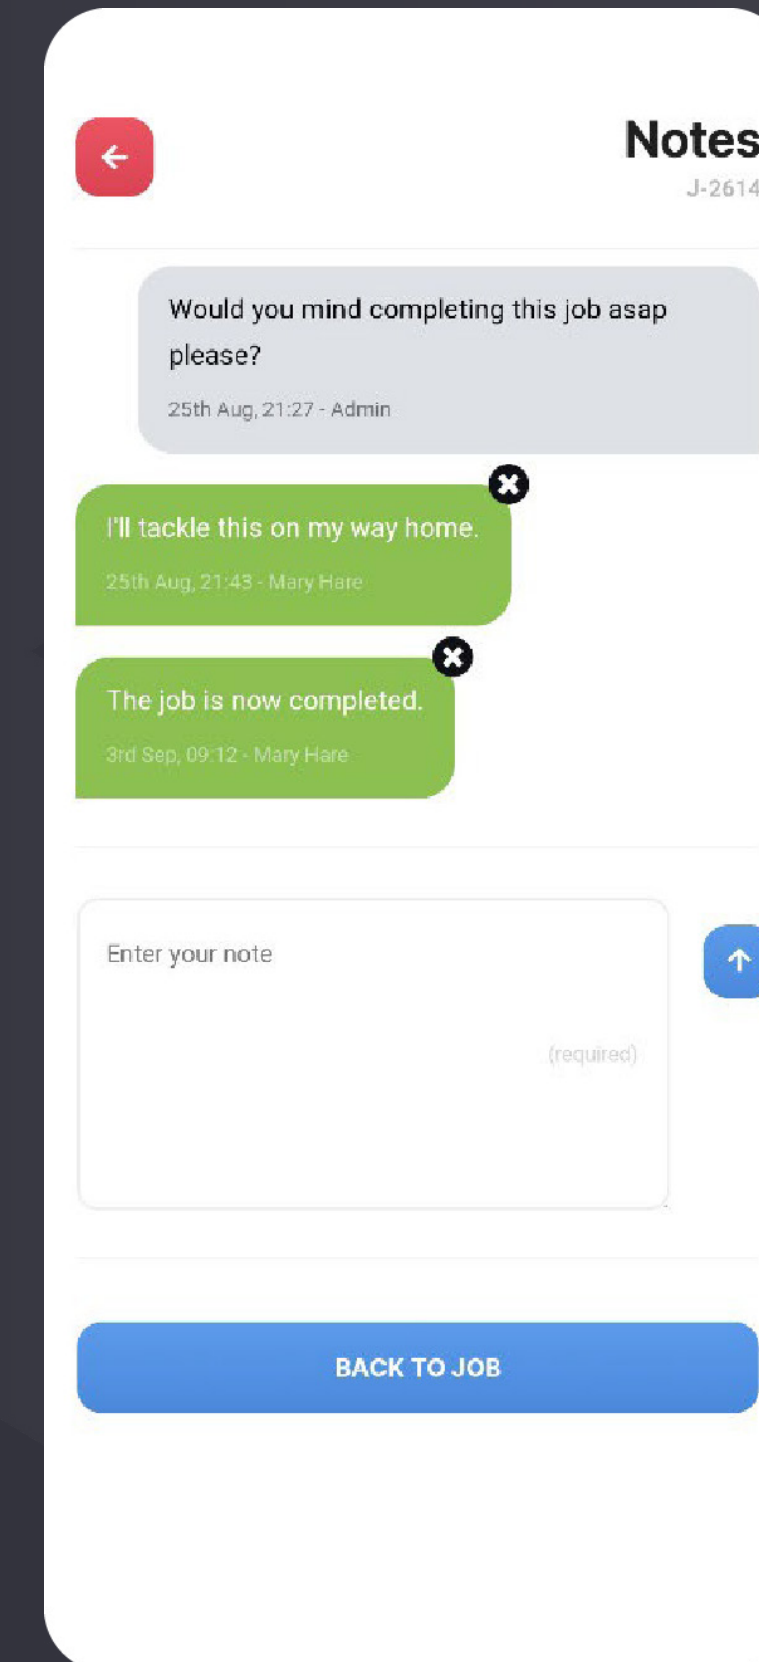 Notes
J-2614
Would you mind completing this job asap
please?
25th Aug, 21:27 - Admin
I'll tackle this on my way home.
25th Aug, 21:43 - Mary Hare
The job is now completed.
3rd Sep, 09:12 - Mary Hare
Enter your note
(required)
BACK TO JOB